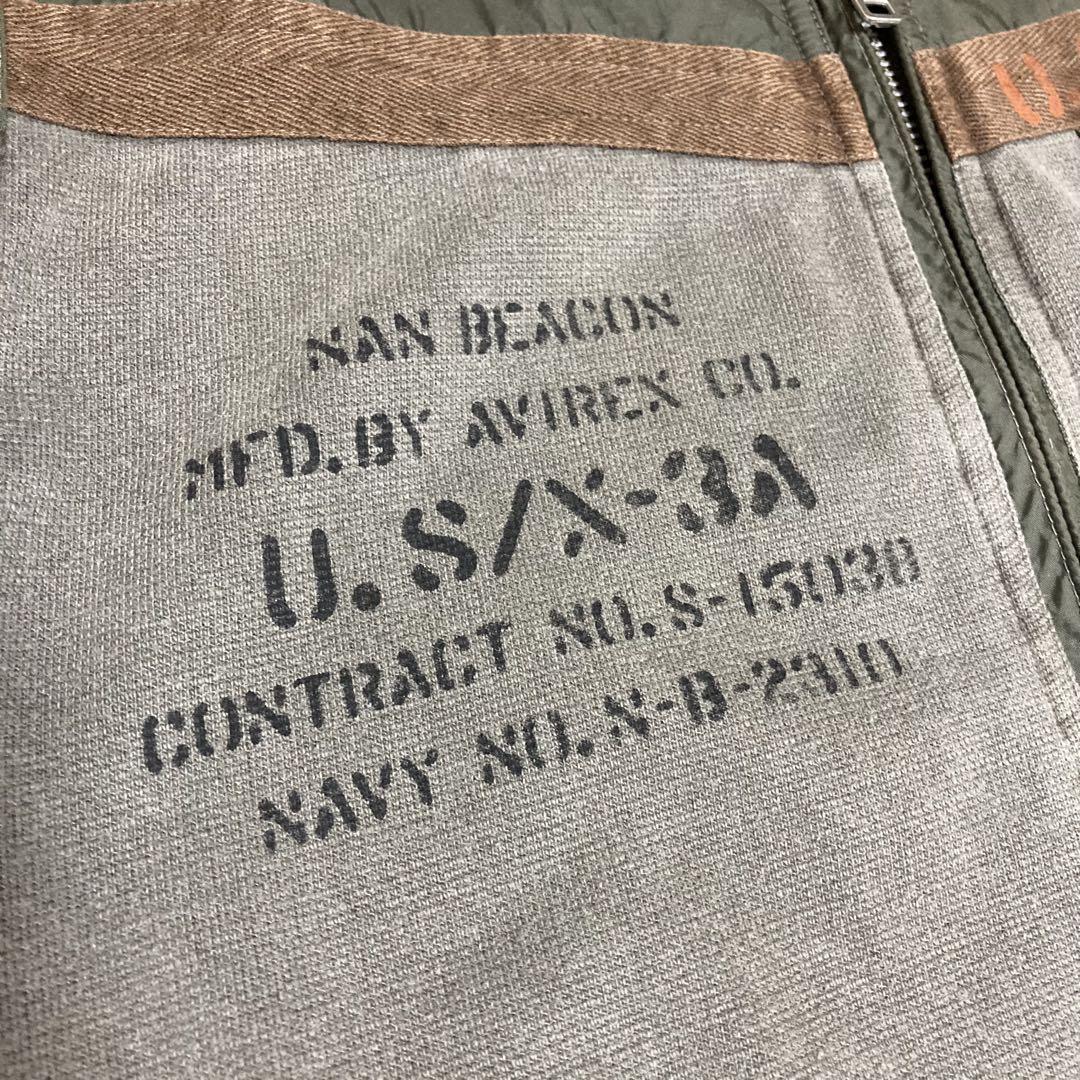 U.
NAN BEACON
MFD. BY AVIREX CO.
U.S/X-3A
CONTRACT NO. S-15038
NAVY NO. N-B-2310